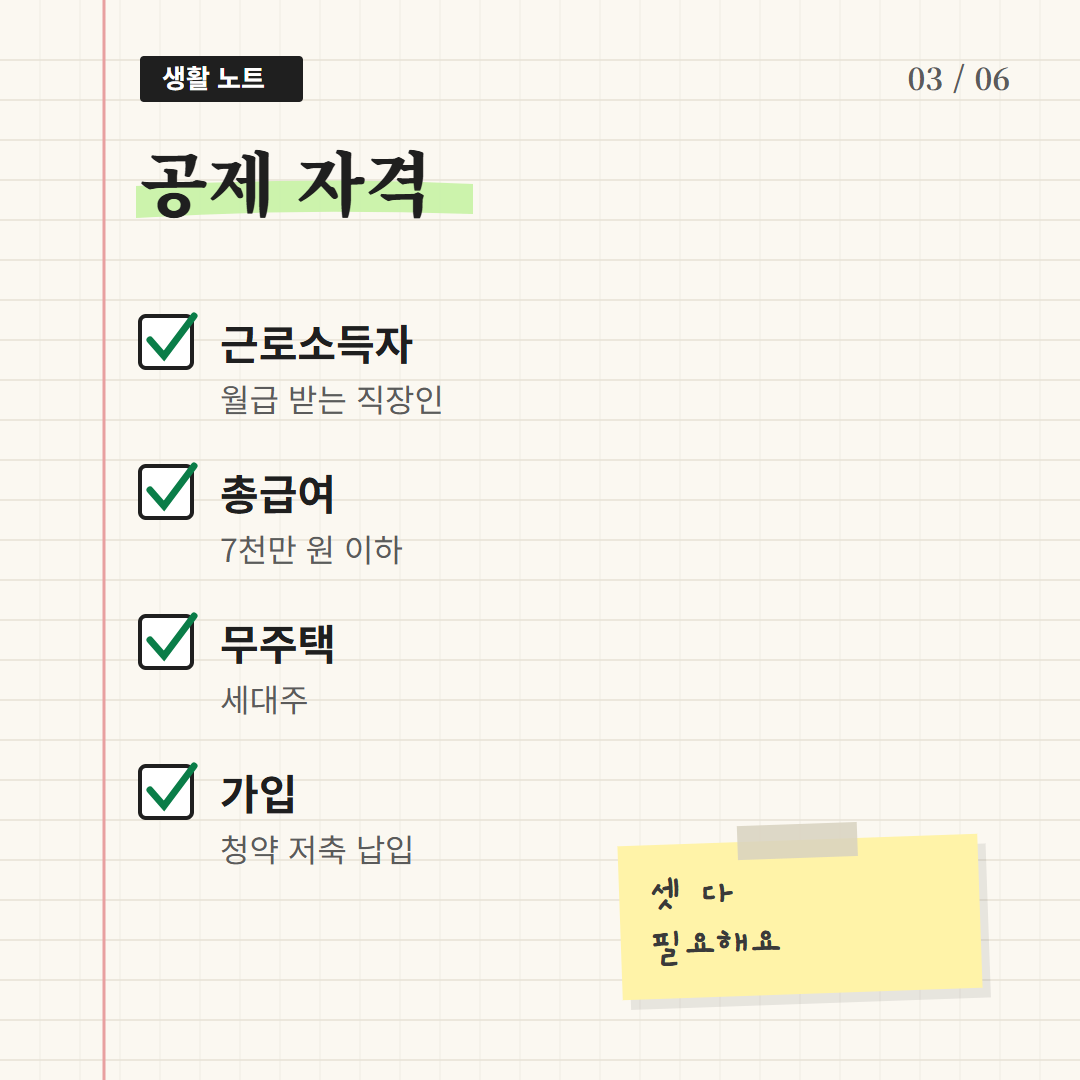 생활 노트
03 / 06
공제 자격
근로소득자
월급 받는 직장인
총급여
7천만 원 이하
무주택
세대주
가입
청약 저축 납입
셋 다
필요해요